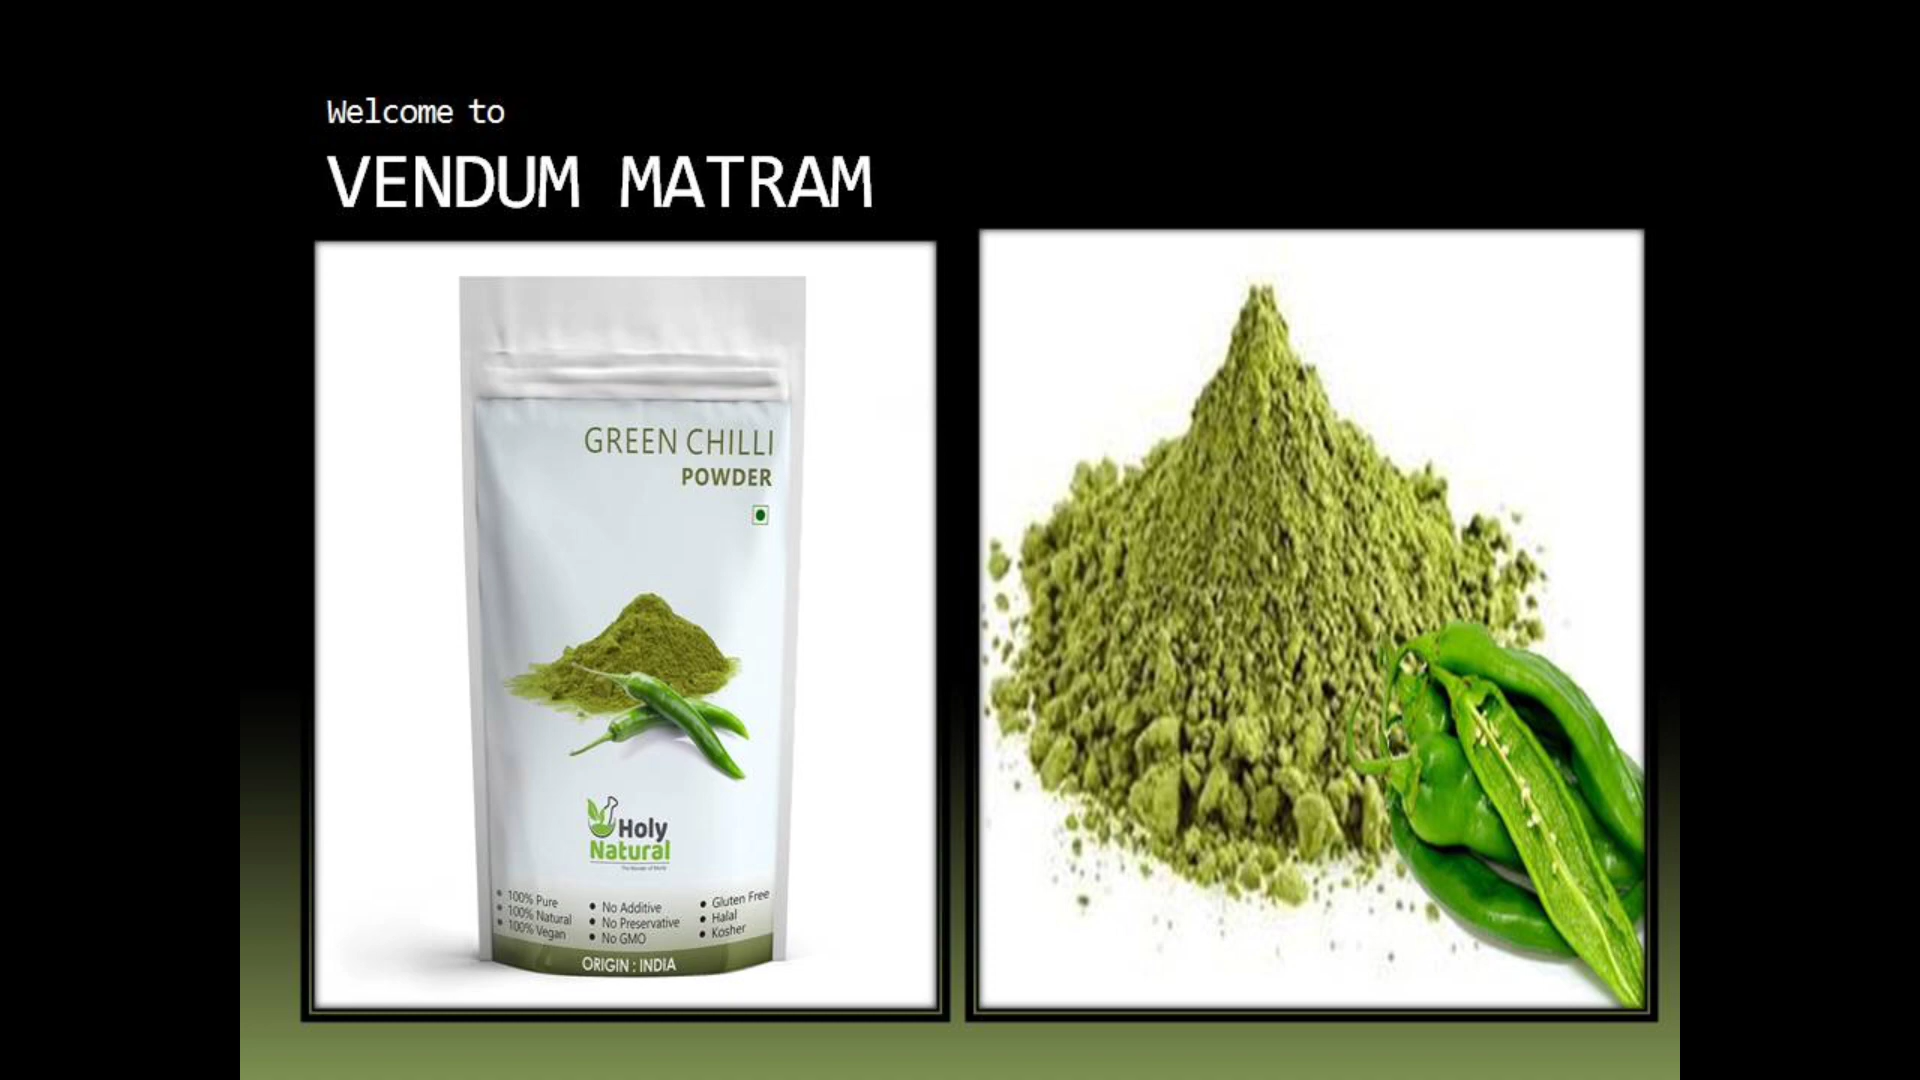 Welcome to
VENDUM MATRAM
GREEN CHILLI
POWDER
Holy
Natural
100% Pure
100% Natural
100% Vegan
No Additive
No Preservative
No GMO
Gluten Free
Halal
Kosher
ORIGIN : INDIA